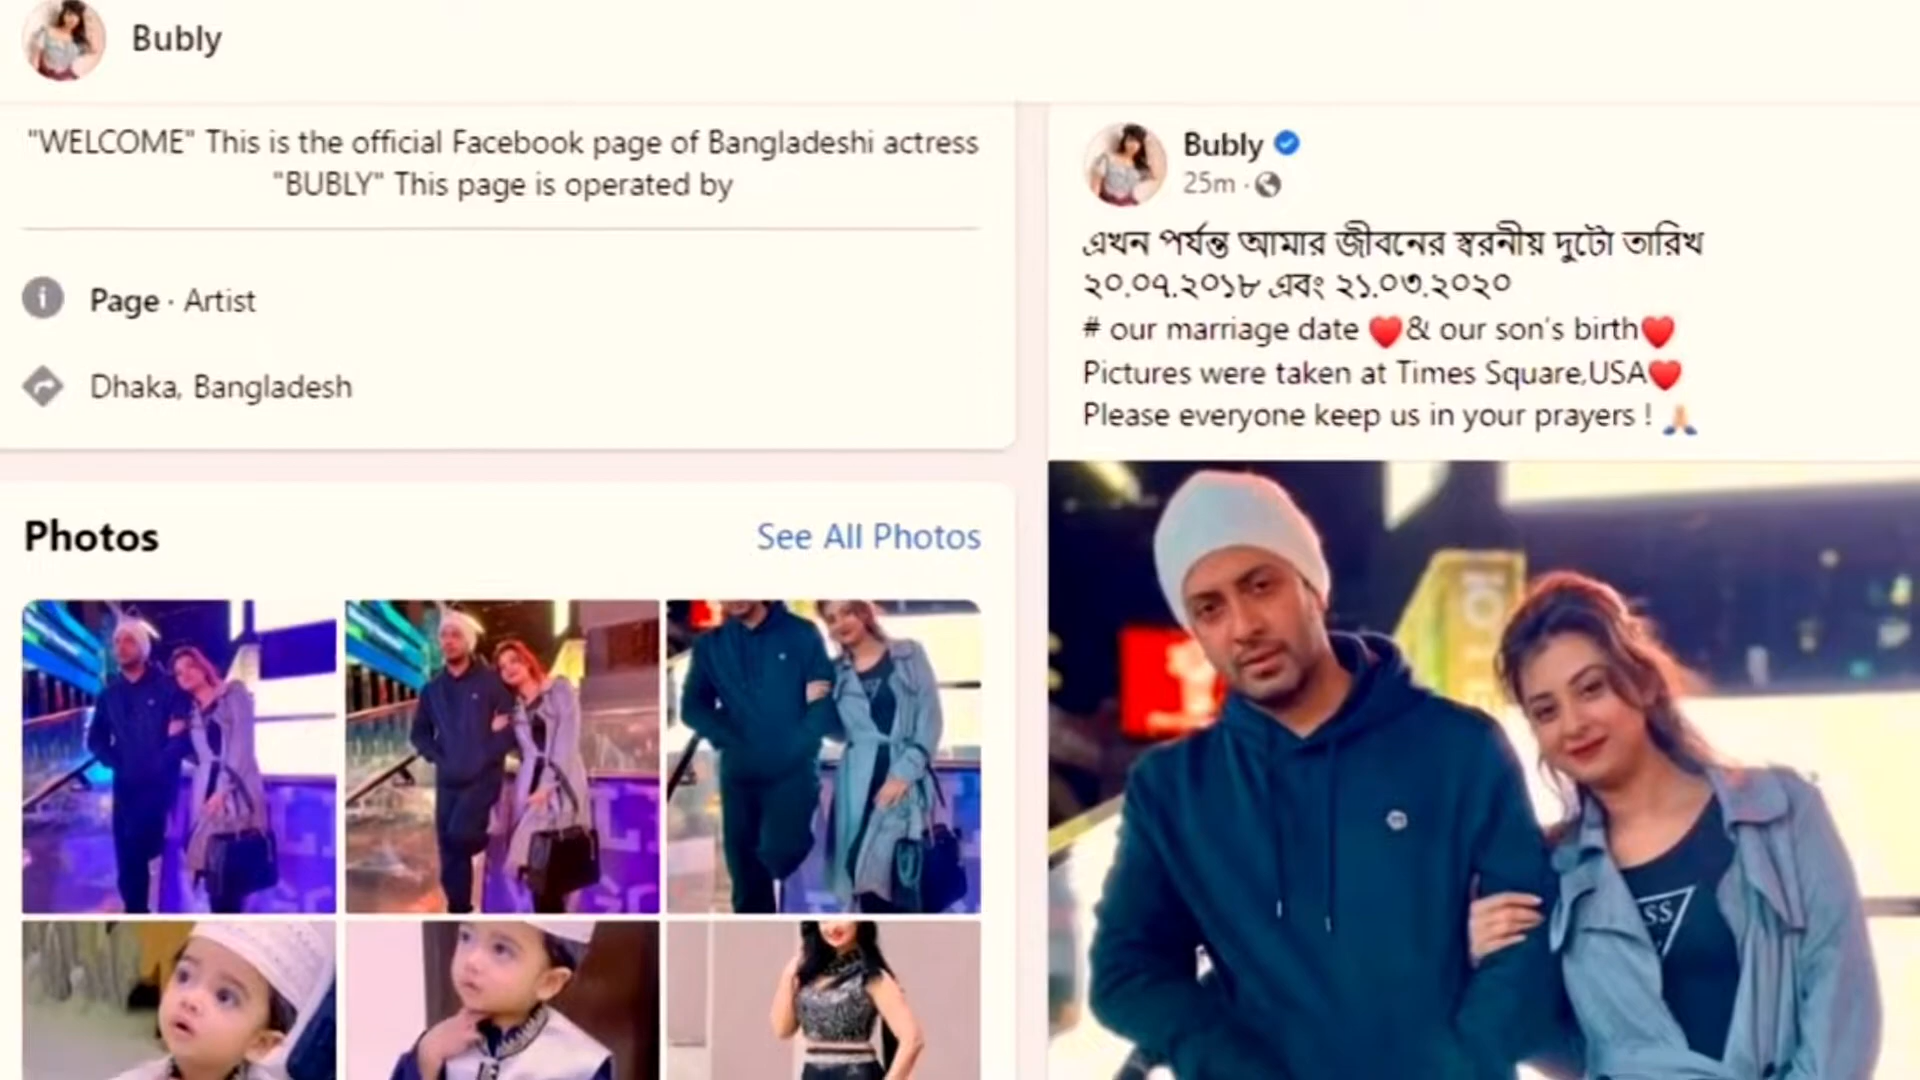 Bubly
"WELCOME" This is the official Facebook page of Bangladeshi actress
"BUBLY" This page is operated by
Page · Artist
Dhaka, Bangladesh
Photos
See All Photos
Bubly
25m ·
এখন পর্যন্ত আমার জীবনের স্বরনীয় দুটো তারিখ
২০.০৭.২০১৮ এবং ২১.০৩.২০২০
# our marriage date ❤️& our son's birth❤️
Pictures were taken at Times Square,USA❤️
Please everyone keep us in your prayers ! 🙏🏻